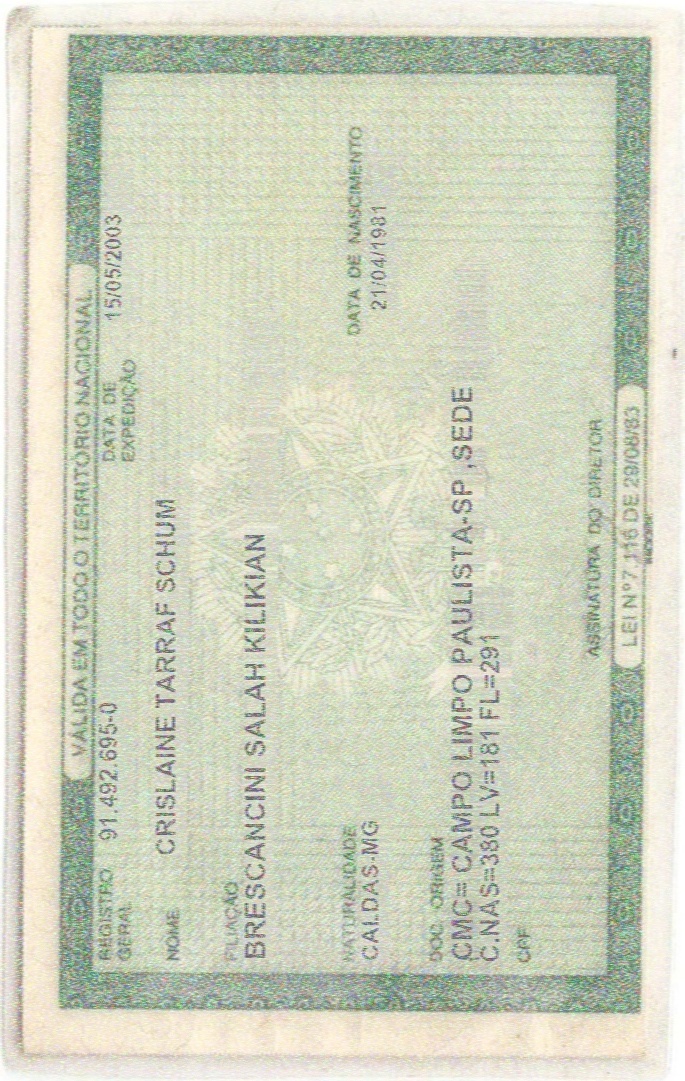 VÁLIDA EM TODO O TERRITÓRIO NACIONAL
REGISTRO GERAL 91.492.695-0 DATA DE EXPEDIÇÃO 15/05/2003
NOME CRISLAINE TARRAF SCHUM
FILIAÇÃO
BRESCANCINI SALAH KILIKIAN
NATURALIDADE DATA DE NASCIMENTO
CALDAS-MG 21/04/1981
DOC. ORIGEM
CMC= CAMPO LIMPO PAULISTA-SP ,SEDE
C.NAS=380 LV=181 FL=291
CPF
ASSINATURA DO DIRETOR
LEI Nº 7.116 DE 29/08/83